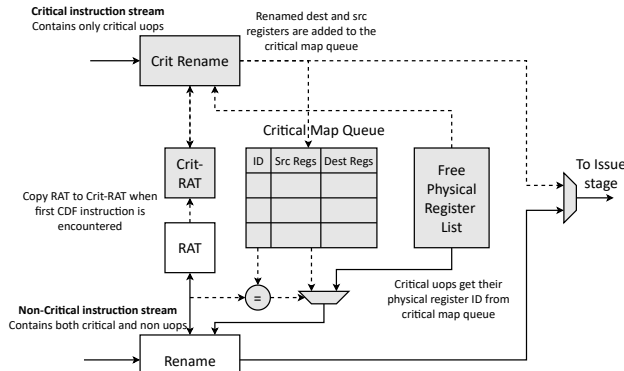 Critical instruction stream
Contains only critical uops
Renamed dest and src
registers are added to the
critical map queue
Crit Rename
Critical Map Queue
ID
Src Regs
Dest Regs
Crit-
RAT
Free
Physical
Register
List
To Issue
stage
Copy RAT to Crit-RAT when
first CDF instruction is
encountered
RAT
Critical uops get their
physical register ID from
critical map queue
=
Non-Critical instruction stream
Contains both critical and non uops
Rename